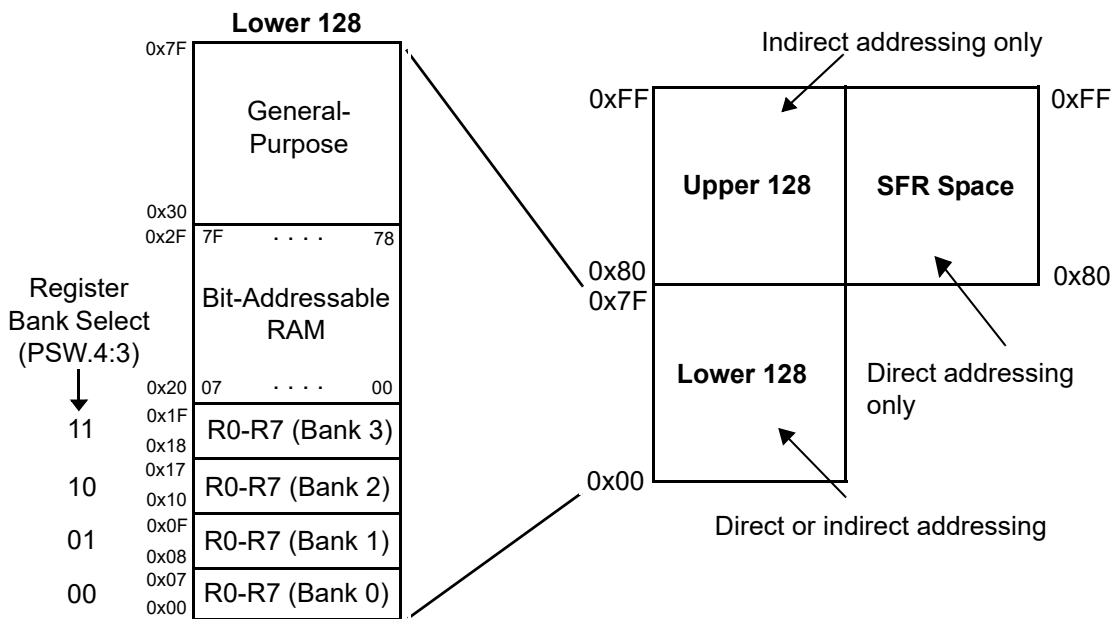 Lower 128
0x7F
General-
Purpose
0x30
0x2F 7F . . . . 78
Bit-Addressable
RAM
0x20 07 . . . . 00
Register
Bank Select
(PSW.4:3)
11
0x1F
R0-R7 (Bank 3)
0x18
10
0x17
R0-R7 (Bank 2)
0x10
01
0x0F
R0-R7 (Bank 1)
0x08
00
0x07
R0-R7 (Bank 0)
0x00
Indirect addressing only
0xFF
0xFF
Upper 128
SFR Space
0x80
0x80
0x7F
Lower 128
Direct addressing
only
0x00
Direct or indirect addressing